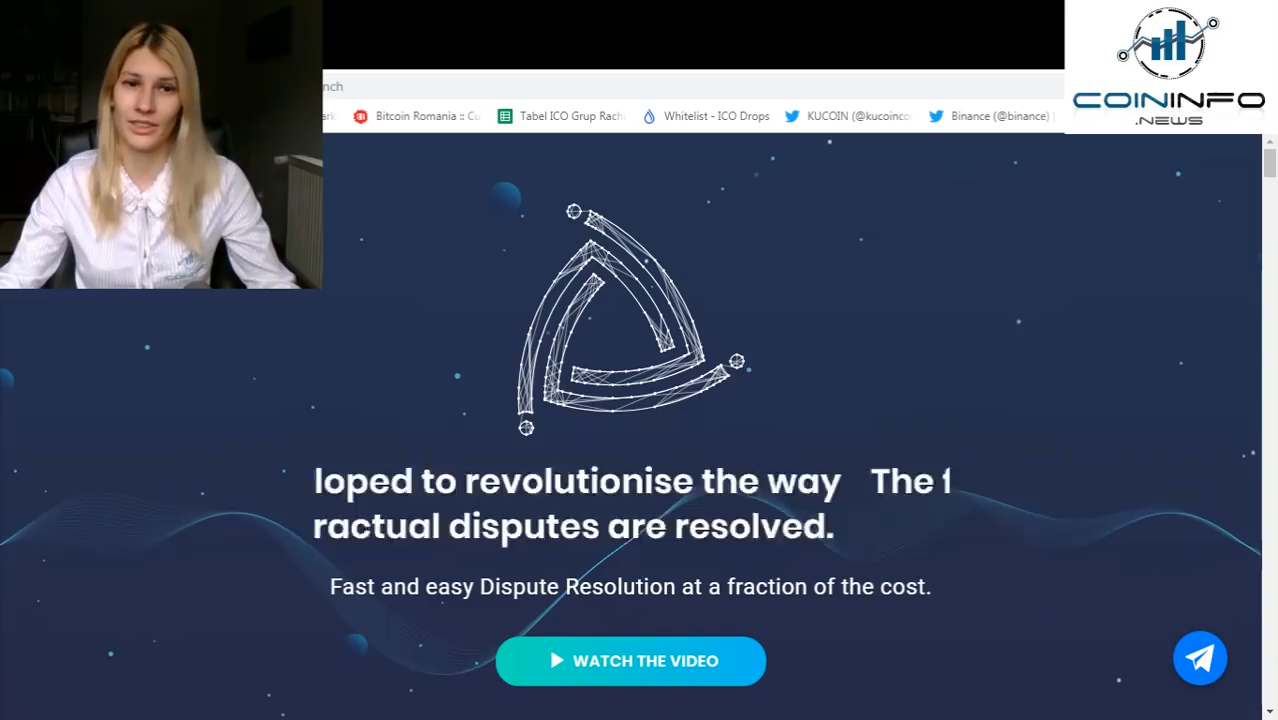 COININFO
.NEWS
nch
Bitcoin Romania :: Cu
Tabel ICO Grup Rach
Whitelist - ICO Drops
KUCOIN (@kucoinco
Binance (@binance)
loped to revolutionise the way The f
ractual disputes are resolved.
Fast and easy Dispute Resolution at a fraction of the cost.
WATCH THE VIDEO